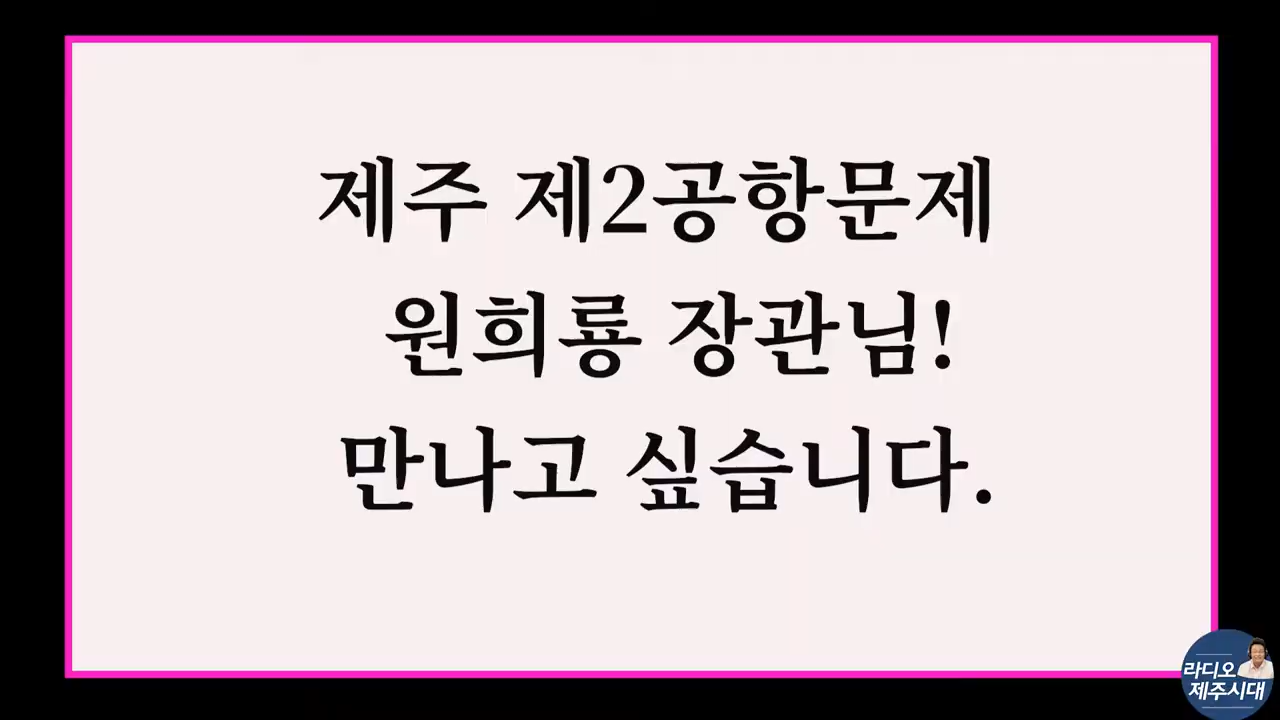 제주 제2공항문제
원희룡 장관님!
만나고 싶습니다.
라디오
제주시대